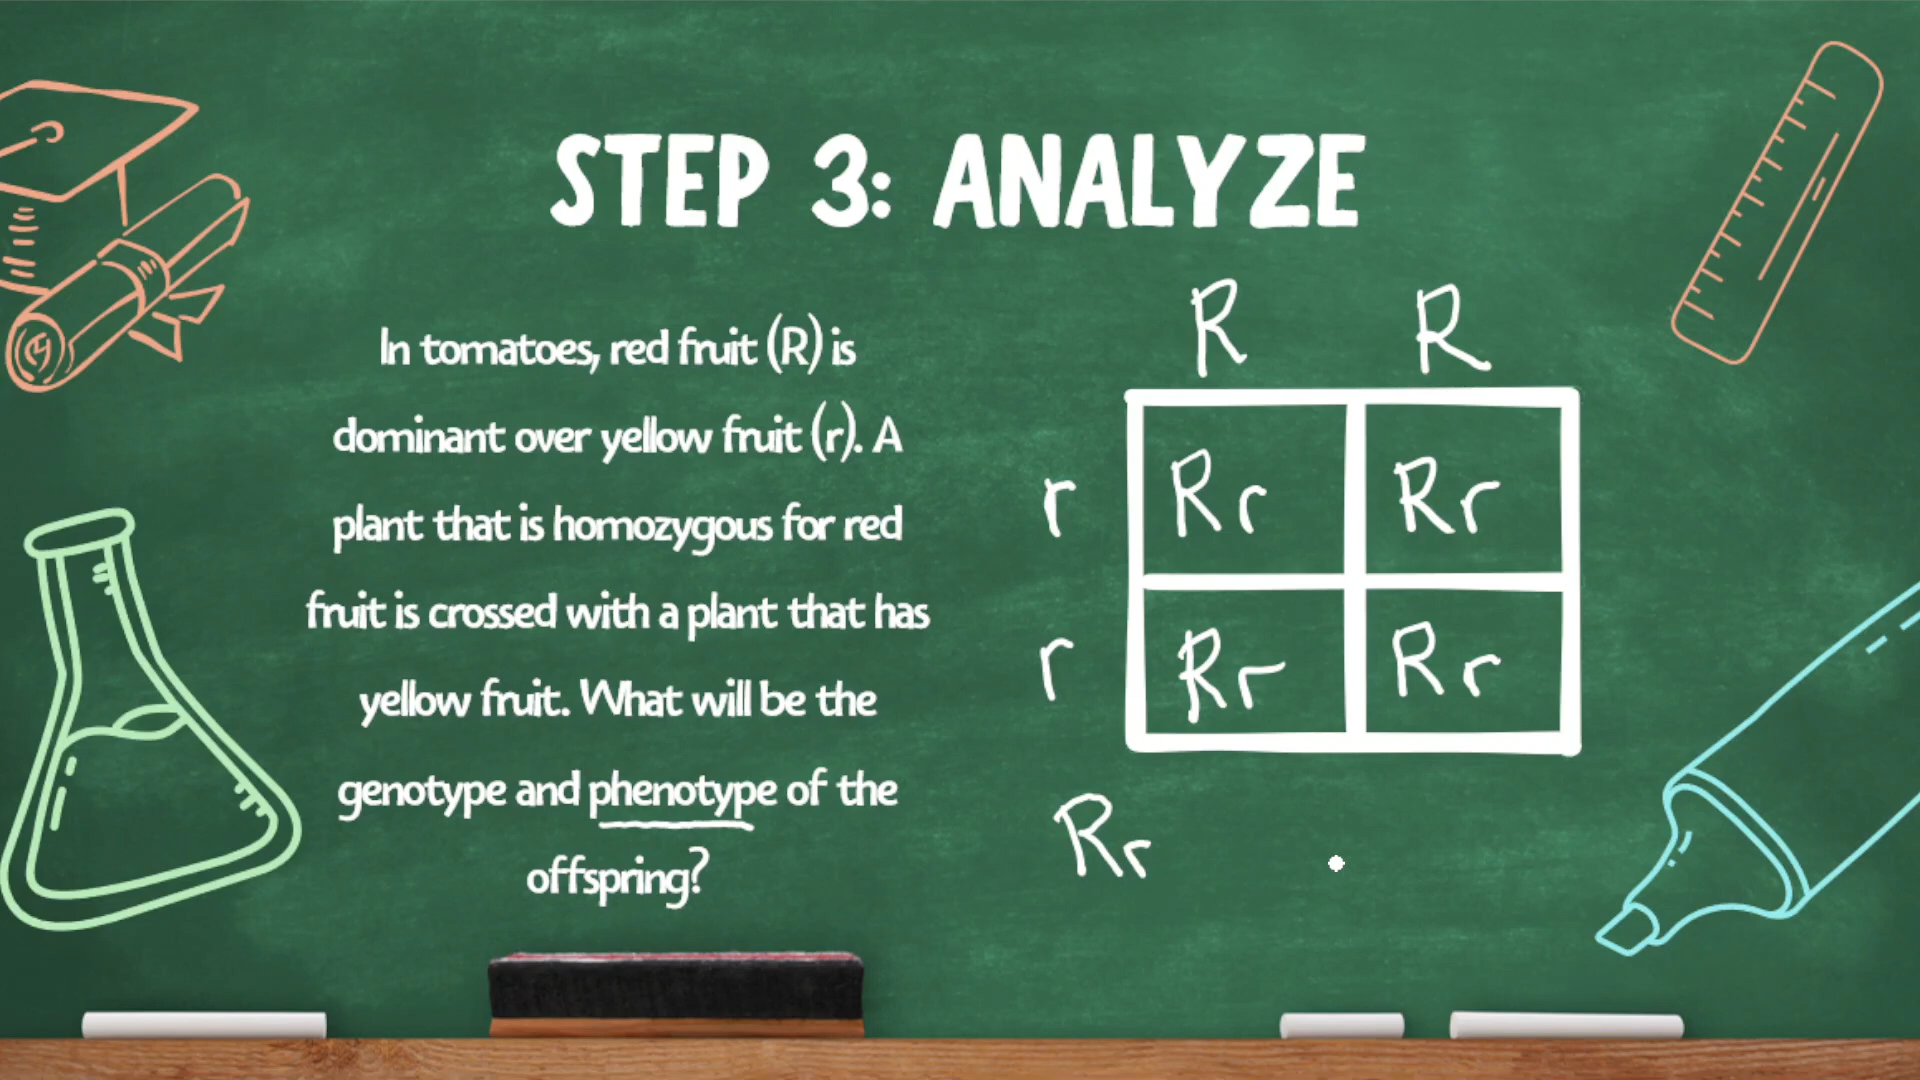 STEP 3: ANALYZE
In tomatoes, red fruit (R) is
dominant over yellow fruit (r). A
plant that is homozygous for red
fruit is crossed with a plant that has
yellow fruit. What will be the
genotype and phenotype of the
offspring?
R R
r Rr Rr
r Rr Rr
Rr